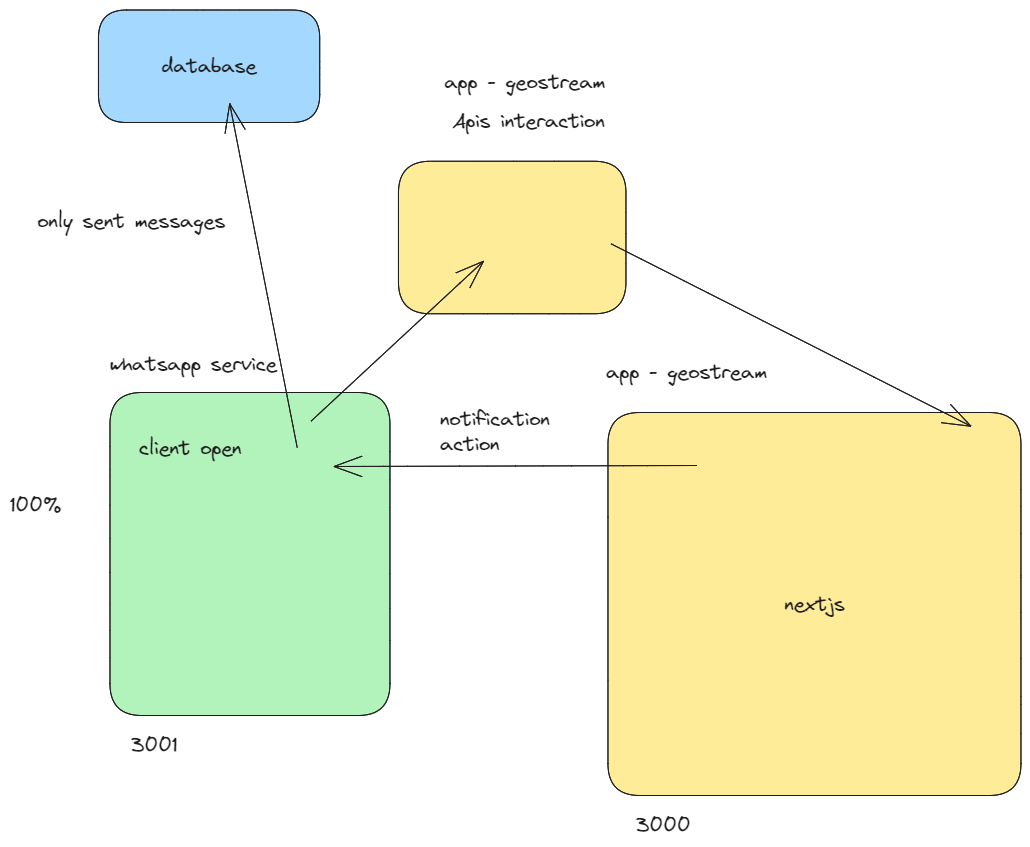 database
app - geostream
Apis interaction
only sent messages
whatsapp service
app - geostream
client open
notification
action
100%
nextjs
3001
3000